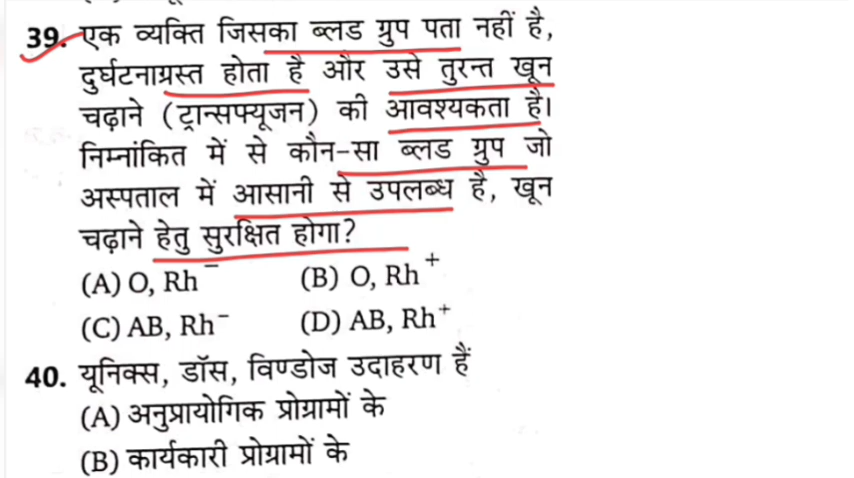 39. एक व्यक्ति जिसका ब्लड ग्रुप पता नहीं है,
दुर्घटनाग्रस्त होता है और उसे तुरन्त खून
चढ़ाने (ट्रान्सफ्यूजन) की आवश्यकता है।
निम्नांकित में से कौन-सा ब्लड ग्रुप जो
अस्पताल में आसानी से उपलब्ध है, खून
चढ़ाने हेतु सुरक्षित होगा?
(A) O, Rh⁻ (B) O, Rh⁺
(C) AB, Rh⁻ (D) AB, Rh⁺
40. यूनिक्स, डॉस, विण्डोज उदाहरण हैं
(A) अनुप्रायोगिक प्रोग्रामों के
(B) कार्यकारी प्रोग्रामों के